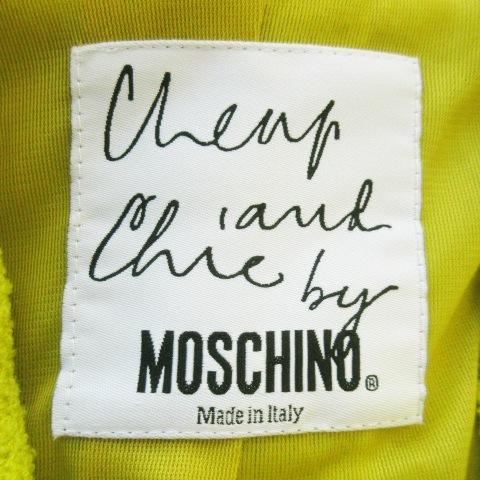 Cheap
and
Chic by
MOSCHINO®
Made in Italy